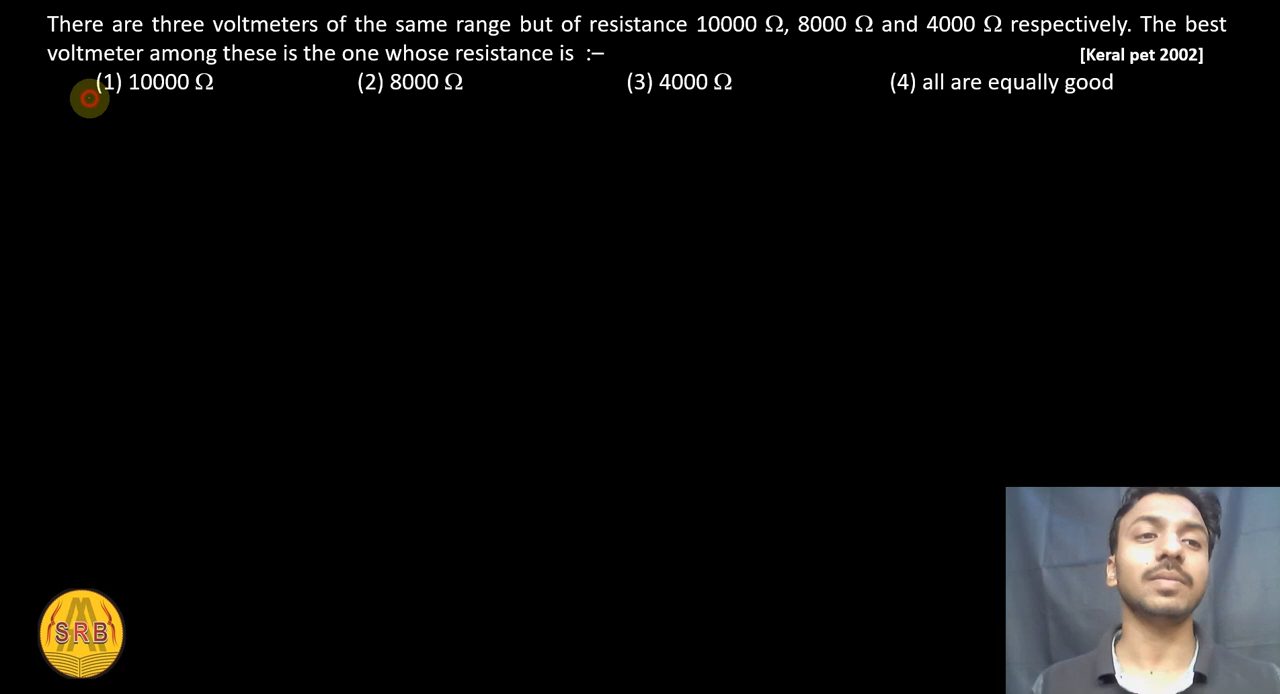 There are three voltmeters of the same range but of resistance 10000 Ω, 8000 Ω and 4000 Ω respectively. The best
voltmeter among these is the one whose resistance is :– [Keral pet 2002]
(1) 10000 Ω (2) 8000 Ω (3) 4000 Ω (4) all are equally good
SRB